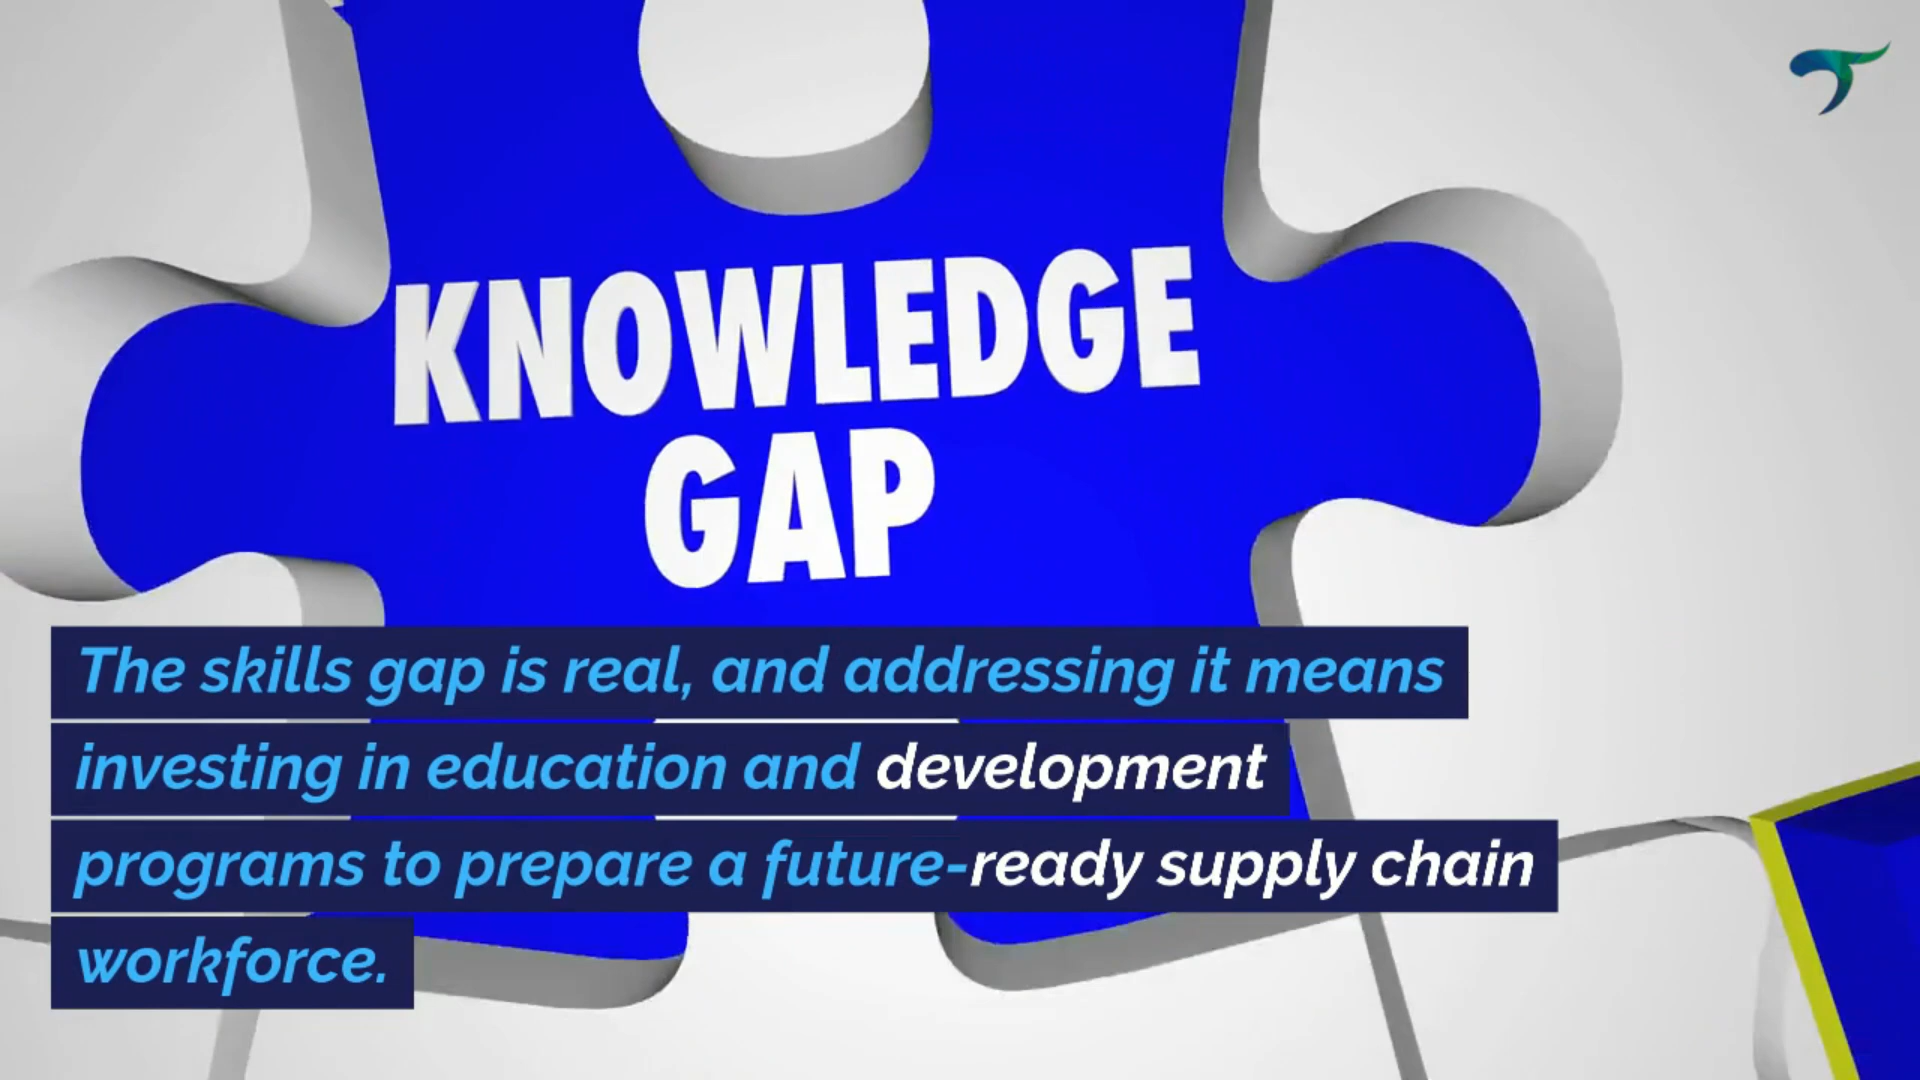 KNOWLEDGE
GAP
The skills gap is real, and addressing it means
investing in education and development
programs to prepare a future-ready supply chain
workforce.